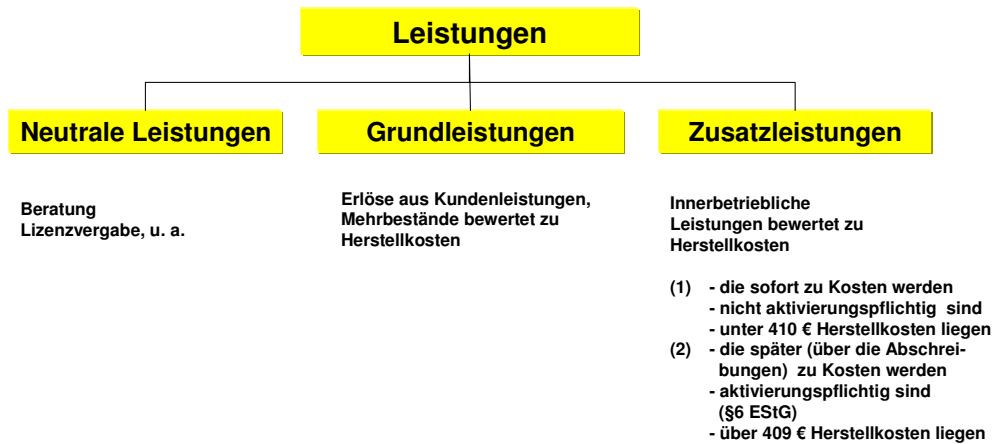 Leistungen
Neutrale Leistungen
Grundleistungen
Zusatzleistungen
Beratung
Lizenzvergabe, u. a.
Erlöse aus Kundenleistungen,
Mehrbestände bewertet zu
Herstellkosten
Innerbetriebliche
Leistungen bewertet zu
Herstellkosten
(1) - die sofort zu Kosten werden
- nicht aktivierungspflichtig sind
- unter 410 € Herstellkosten liegen
(2) - die später (über die Abschrei-
bungen) zu Kosten werden
- aktivierungspflichtig sind
(§6 EStG)
- über 409 € Herstellkosten liegen